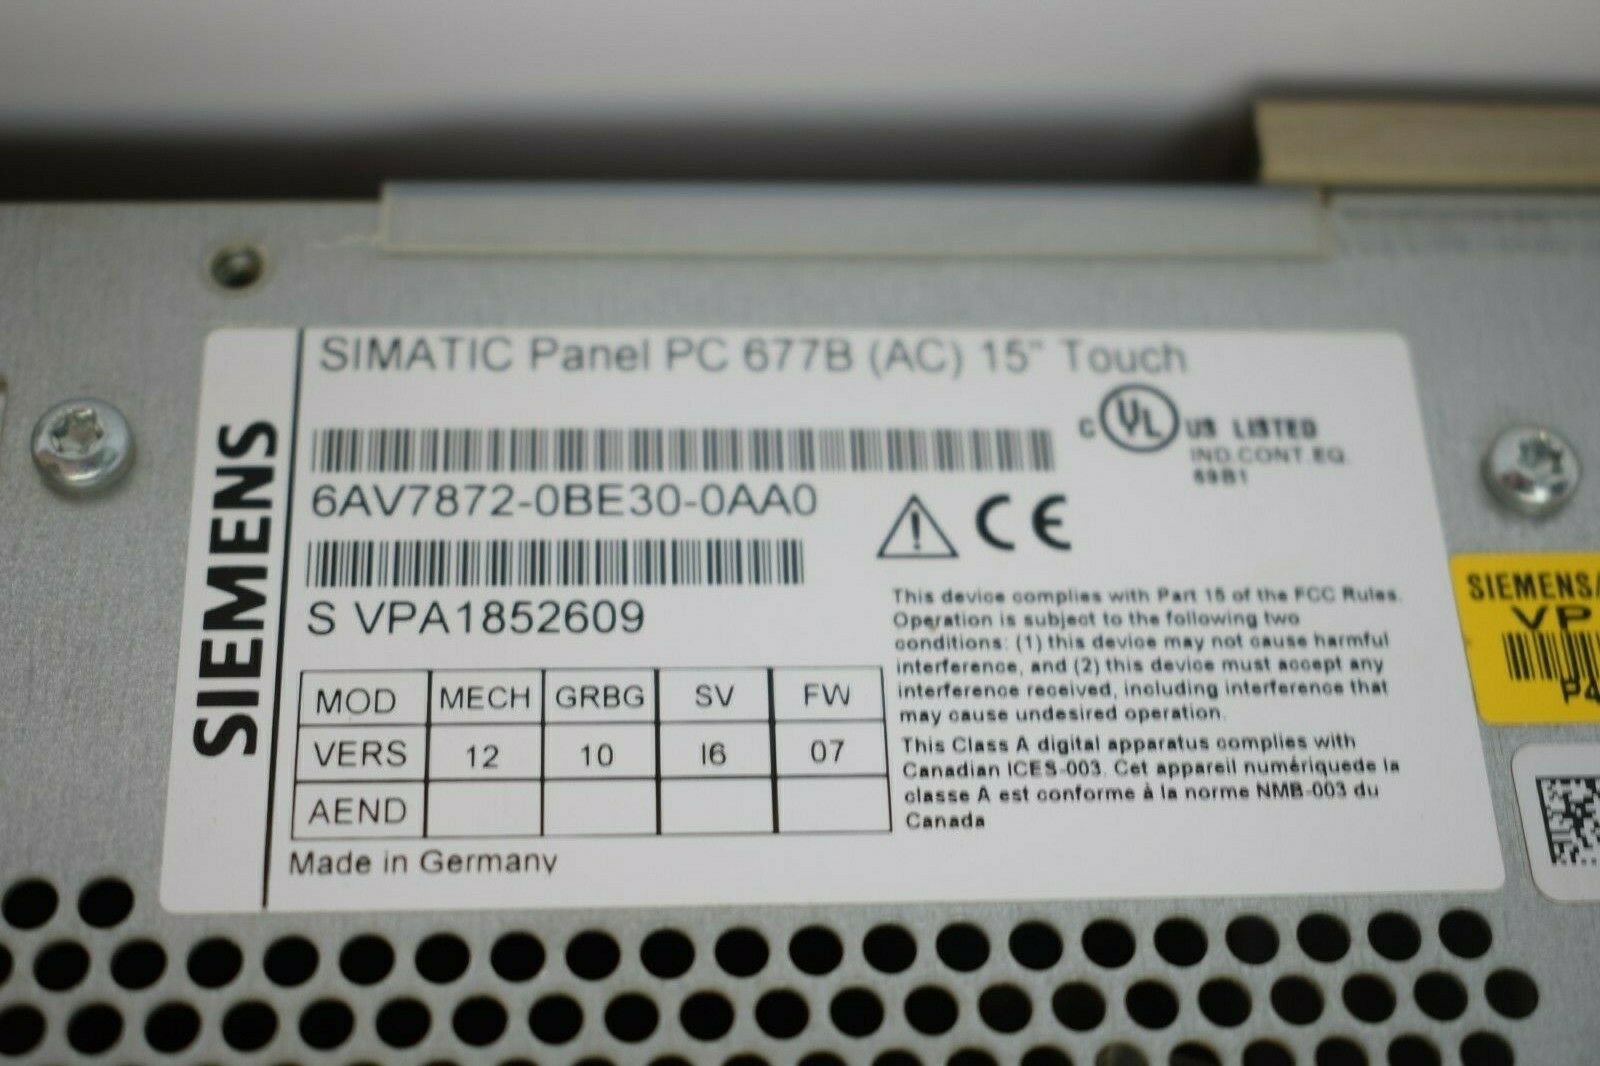 SIEMENS
SIMATIC Panel PC 677B (AC) 15" Touch
6AV7872-0BE30-0AA0
S VPA1852609
C UL US LISTED
IND.CONT.EQ.
69B1
CE
This device complies with Part 15 of the FCC Rules.
Operation is subject to the following two
conditions: (1) this device may not cause harmful
interference, and (2) this device must accept any
interference received, including interference that
may cause undesired operation.
This Class A digital apparatus complies with
Canadian ICES-003. Cet appareil numériquede la
classe A est conforme à la norme NMB-003 du
Canada
MOD MECH GRBG SV FW
VERS 12 10 I6 07
AEND
Made in Germany
SIEMENS/
VP
P4